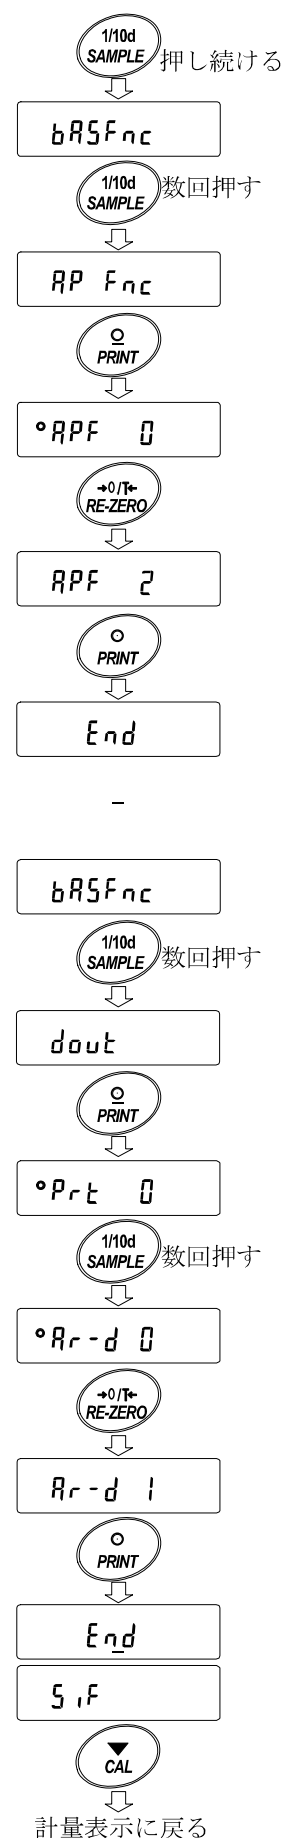 1/10d
SAMPLE 押し続ける
bASFnc
1/10d
SAMPLE 数回押す
AP Fnc
PRINT
°APF 0
→0/T←
RE-ZERO
APF 2
PRINT
End
–
bASFnc
1/10d
SAMPLE 数回押す
dout
PRINT
°Prt 0
1/10d
SAMPLE 数回押す
°Ar-d 0
→0/T←
RE-ZERO
Ar-d 1
PRINT
End
SiF
▼
CAL
計量表示に戻る